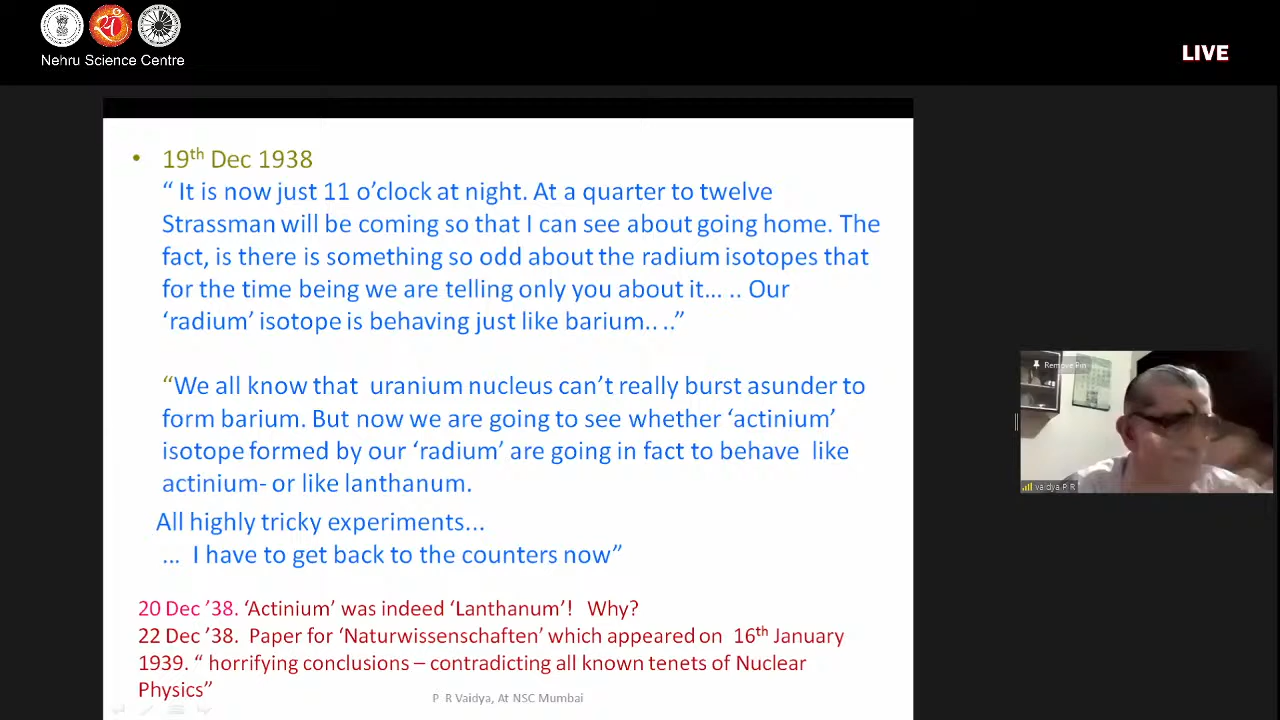 Nehru Science Centre
LIVE
• 19th Dec 1938
“ It is now just 11 o’clock at night. At a quarter to twelve
Strassman will be coming so that I can see about going home. The
fact, is there is something so odd about the radium isotopes that
for the time being we are telling only you about it… .. Our
‘radium’ isotope is behaving just like barium.. ..”
“We all know that uranium nucleus can’t really burst asunder to
form barium. But now we are going to see whether ‘actinium’
isotope formed by our ‘radium’ are going in fact to behave like
actinium- or like lanthanum.
All highly tricky experiments...
... I have to get back to the counters now”
20 Dec ’38. ‘Actinium’ was indeed ‘Lanthanum’! Why?
22 Dec ’38. Paper for ‘Naturwissenschaften’ which appeared on 16th January
1939. “ horrifying conclusions – contradicting all known tenets of Nuclear
Physics”
P R Vaidya, At NSC Mumbai
Remove Pin
vaidya P R